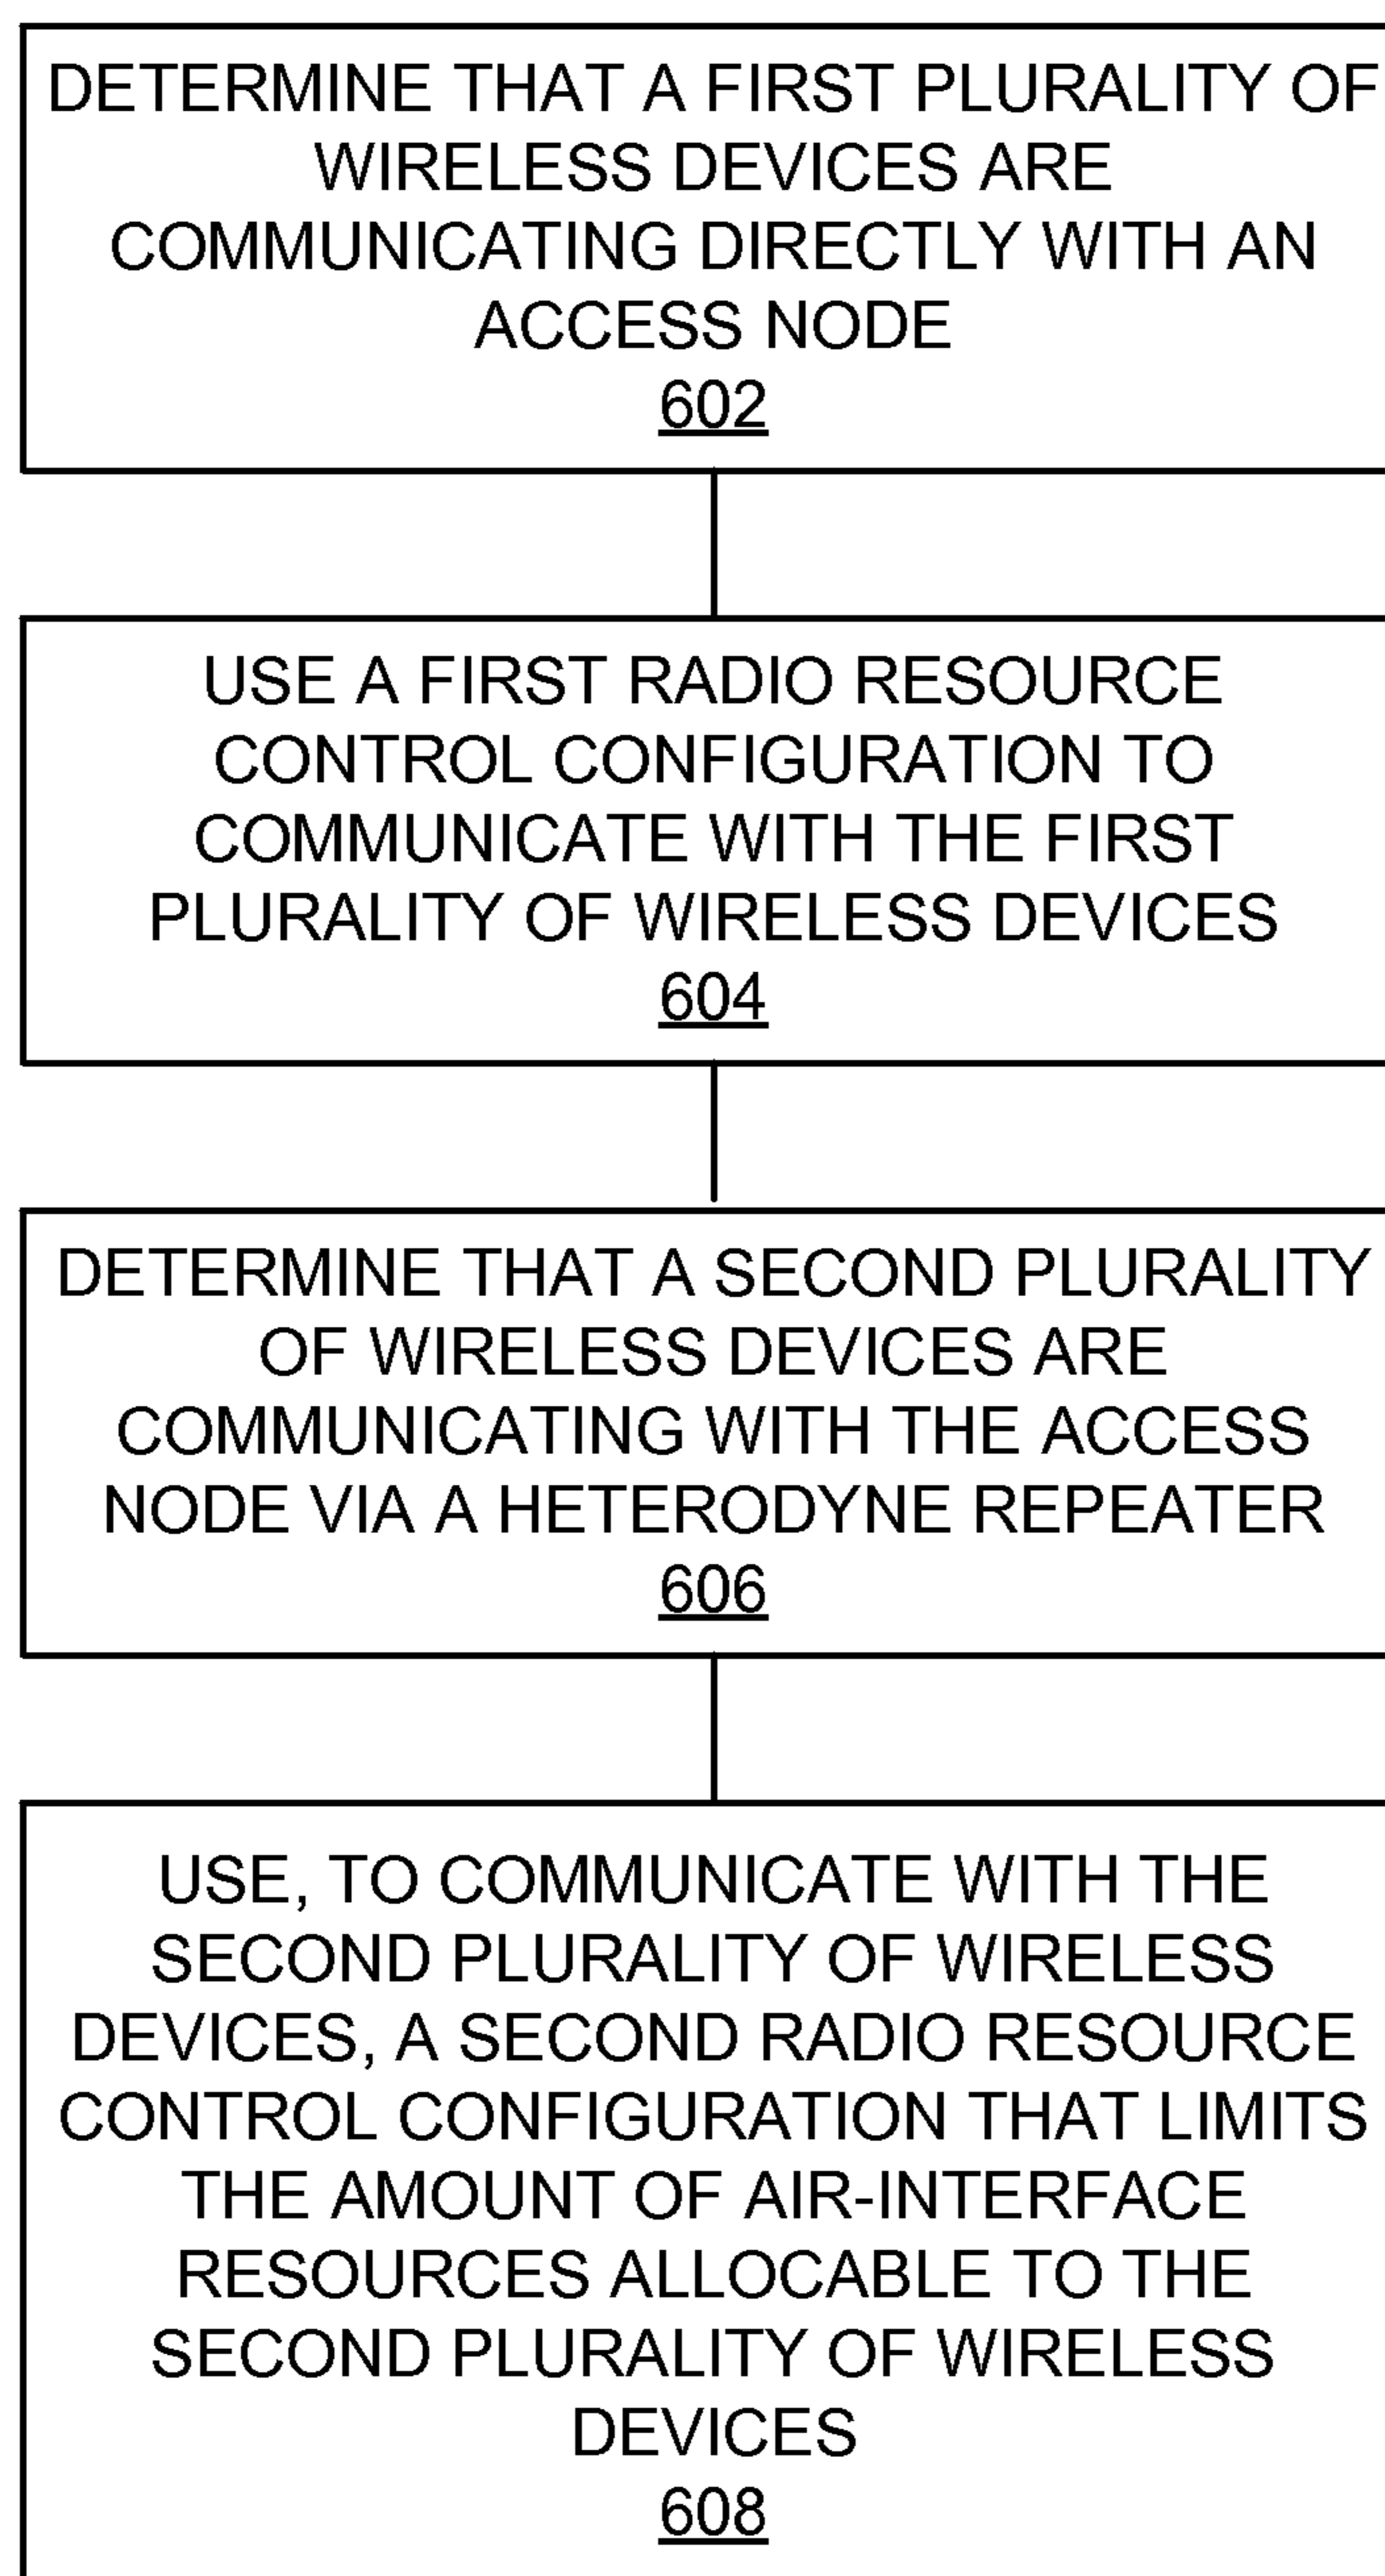 DETERMINE THAT A FIRST PLURALITY OF
WIRELESS DEVICES ARE
COMMUNICATING DIRECTLY WITH AN
ACCESS NODE
602
USE A FIRST RADIO RESOURCE
CONTROL CONFIGURATION TO
COMMUNICATE WITH THE FIRST
PLURALITY OF WIRELESS DEVICES
604
DETERMINE THAT A SECOND PLURALITY
OF WIRELESS DEVICES ARE
COMMUNICATING WITH THE ACCESS
NODE VIA A HETERODYNE REPEATER
606
USE, TO COMMUNICATE WITH THE
SECOND PLURALITY OF WIRELESS
DEVICES, A SECOND RADIO RESOURCE
CONTROL CONFIGURATION THAT LIMITS
THE AMOUNT OF AIR-INTERFACE
RESOURCES ALLOCABLE TO THE
SECOND PLURALITY OF WIRELESS
DEVICES
608